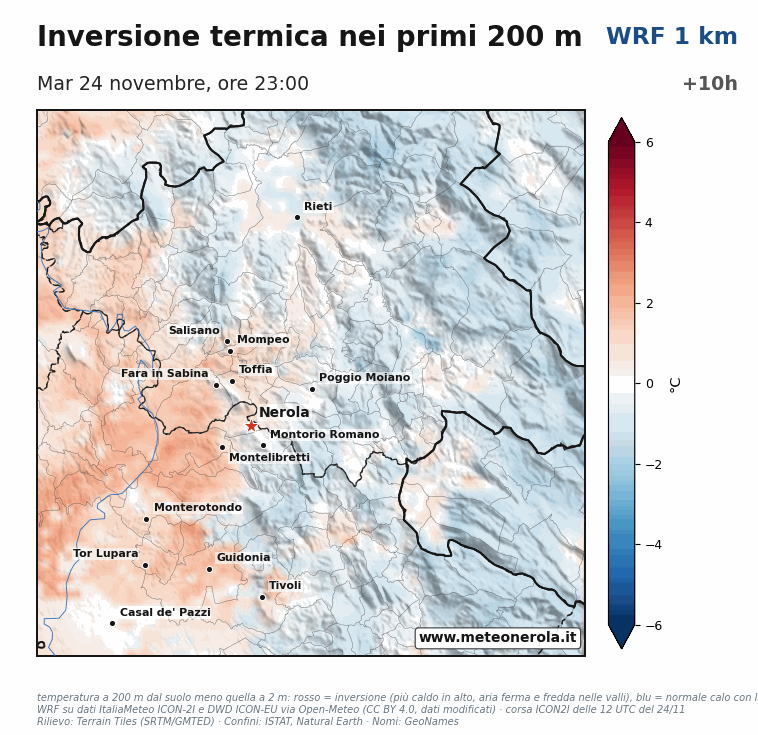 Inversione termica nei primi 200 m
WRF 1 km
Mar 24 novembre, ore 23:00
+10h
Rieti
Salisano
Mompeo
Fara in Sabina
Toffia
Poggio Moiano
Nerola
Montorio Romano
Montelibretti
Monterotondo
Tor Lupara
Guidonia
Tivoli
Casal de' Pazzi
www.meteonerola.it
6
4
2
0
−2
−4
−6
°C
temperatura a 200 m dal suolo meno quella a 2 m: rosso = inversione (più caldo in alto, aria ferma e fredda nelle valli), blu = normale calo con
WRF su dati ItaliaMeteo ICON-2I e DWD ICON-EU via Open-Meteo (CC BY 4.0, dati modificati) · corsa ICON2I delle 12 UTC del 24/11
Rilievo: Terrain Tiles (SRTM/GMTED) · Confini: ISTAT, Natural Earth · Nomi: GeoNames